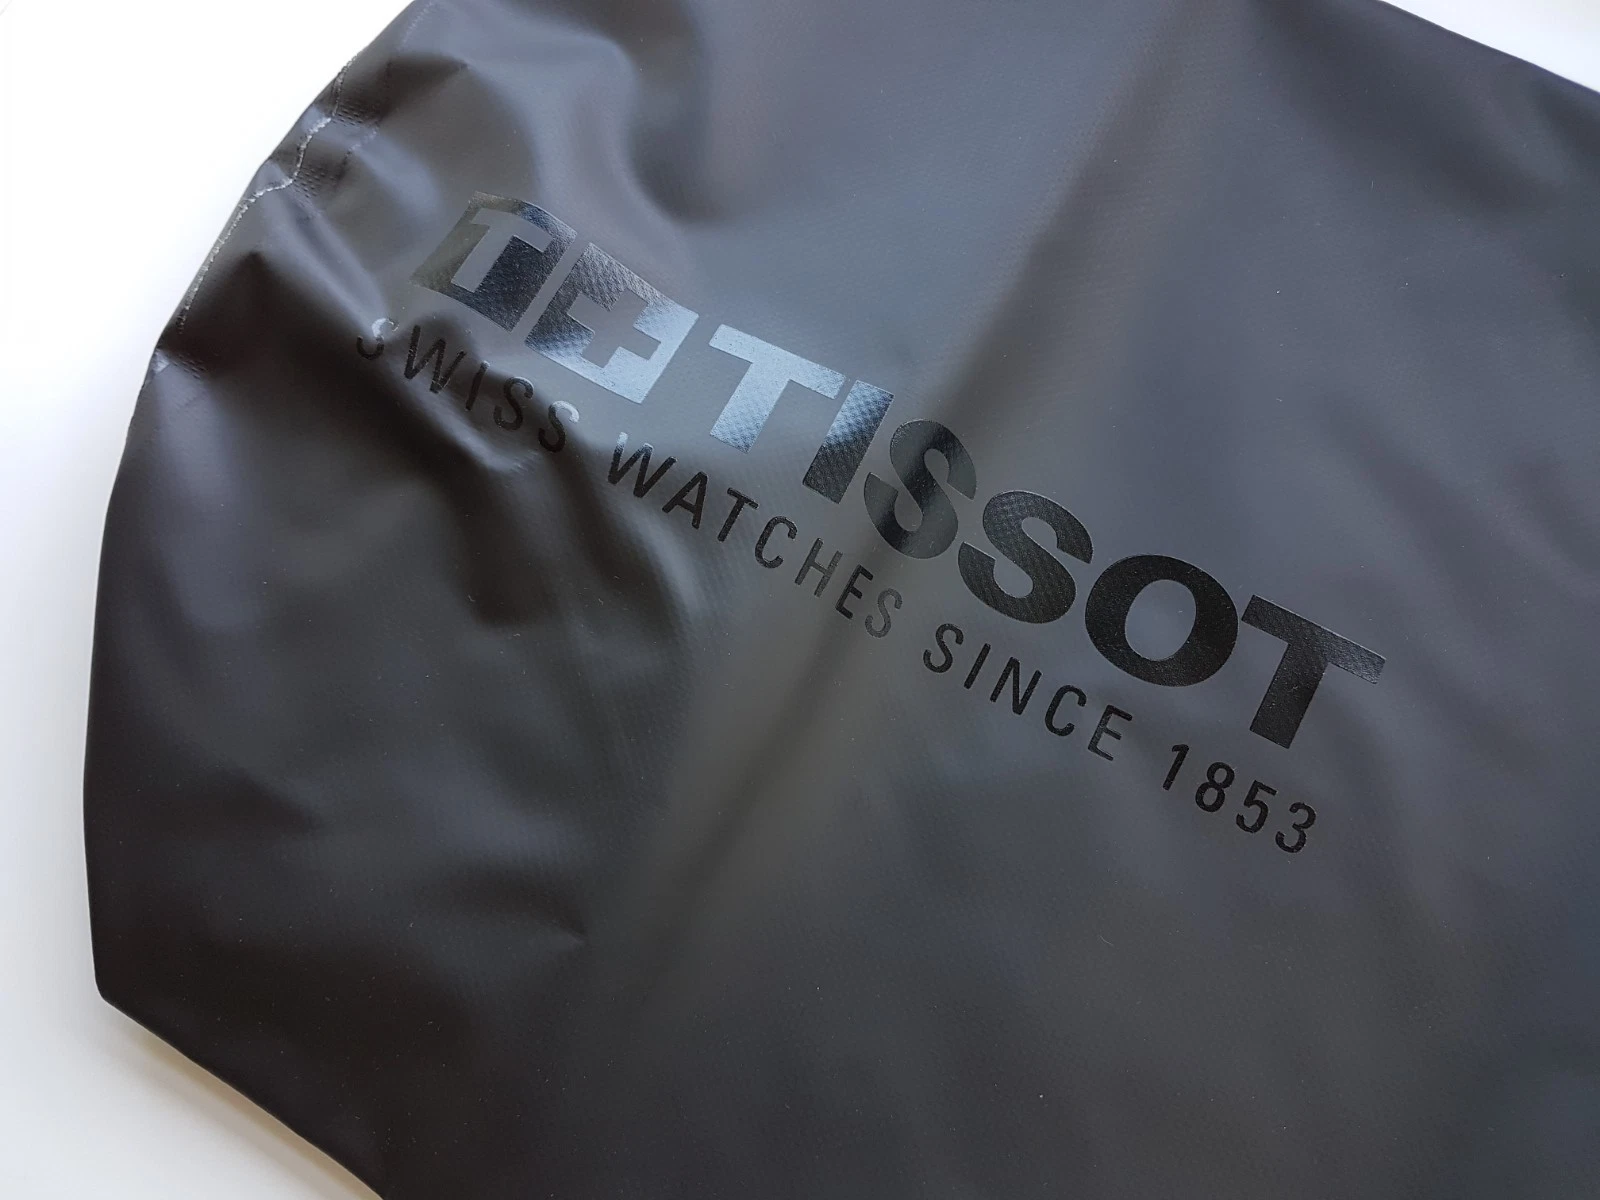 T+ TISSOT
SWISS WATCHES SINCE 1853